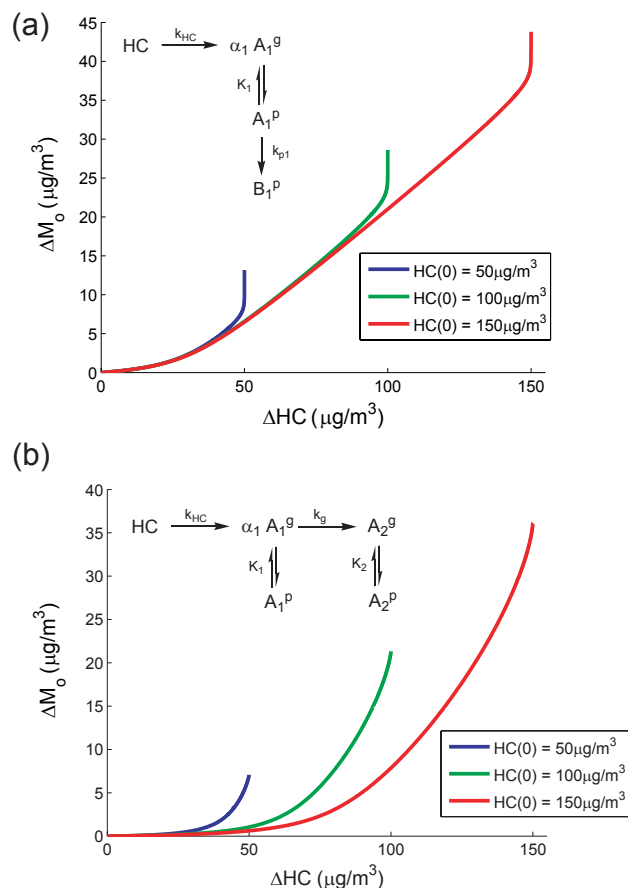 (a)
45
40
35
30
25
20
15
10
5
0
ΔMₒ (μg/m³)
HC k_HC α₁ A₁ᵍ
K₁
A₁ᵖ
k_p1
B₁ᵖ
HC(0) = 50μg/m³
HC(0) = 100μg/m³
HC(0) = 150μg/m³
0 50 100 150
ΔHC (μg/m³)
(b)
40
35
30
25
20
15
10
5
0
ΔMₒ (μg/m³)
HC k_HC α₁ A₁ᵍ k_g A₂ᵍ
K₁ K₂
A₁ᵖ A₂ᵖ
HC(0) = 50μg/m³
HC(0) = 100μg/m³
HC(0) = 150μg/m³
0 50 100 150
ΔHC (μg/m³)